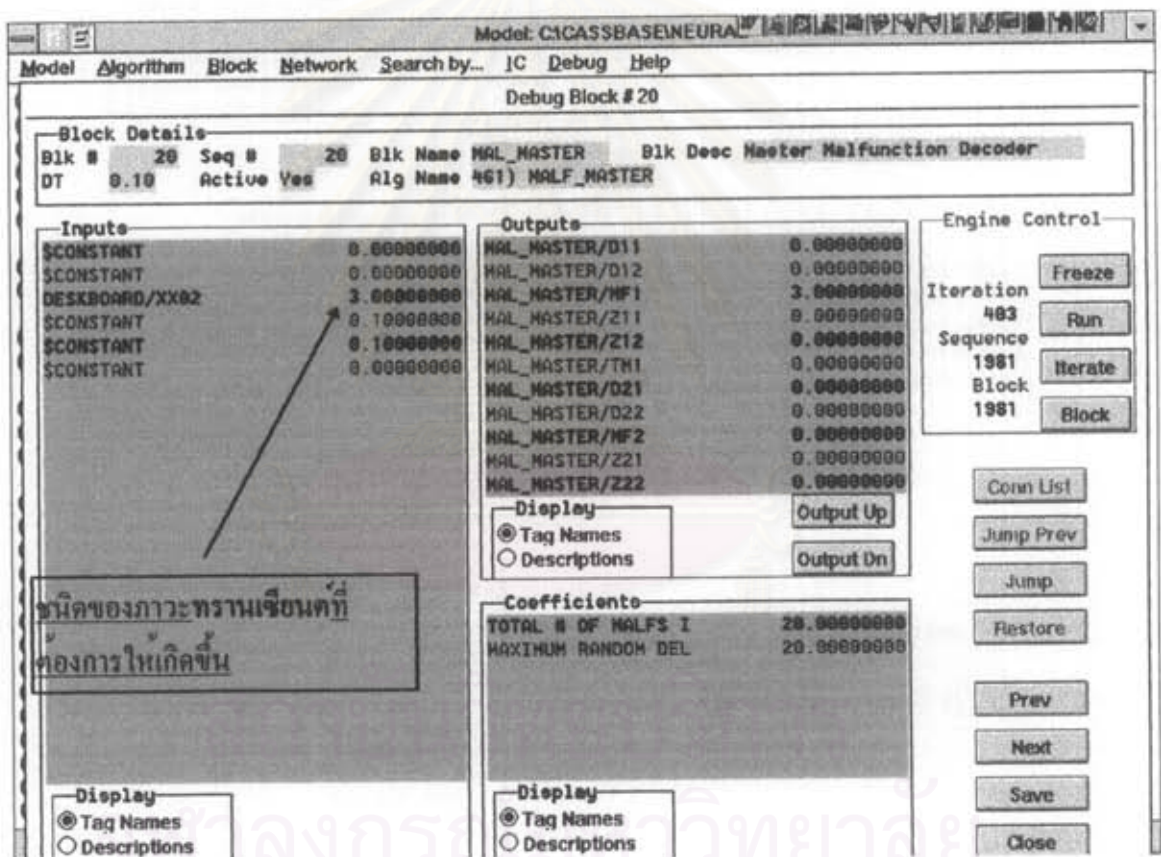 Model: C:\CASSBASE\NEURAL
Model Algorithm Block Network Search by... IC Debug Help
Debug Block # 20
Block Details
Blk # 20 Seq # 20 Blk Name MAL_MASTER Blk Desc Master Malfunction Decoder
DT 0.10 Active Yes Alg Name 461) MALF_MASTER
Inputs
$CONSTANT 0.00000000
$CONSTANT 0.00000000
DESKBOARD/XX02 3.00000000
$CONSTANT 0.10000000
$CONSTANT 0.10000000
$CONSTANT 0.00000000
ชนิดของภาวะทรานเซียนต์ที่
ต้องการให้เกิดขึ้น
Display
Tag Names
Descriptions
Outputs
MAL_MASTER/D11 0.00000000
MAL_MASTER/D12 0.00000000
MAL_MASTER/MF1 3.00000000
MAL_MASTER/Z11 0.00000000
MAL_MASTER/Z12 0.00000000
MAL_MASTER/TM1 0.00000000
MAL_MASTER/D21 0.00000000
MAL_MASTER/D22 0.00000000
MAL_MASTER/MF2 0.00000000
MAL_MASTER/Z21 0.00000000
MAL_MASTER/Z22 0.00000000
Display
Tag Names
Descriptions
Output Up
Output Dn
Coefficients
TOTAL # OF MALFS I 20.00000000
MAXIMUM RANDOM DEL 20.00000000
Display
Tag Names
Descriptions
Engine Control
Freeze
Iteration
403
Run
Sequence
1981
Iterate
Block
1981
Block
Conn List
Jump Prev
Jump
Restore
Prev
Next
Save
Close